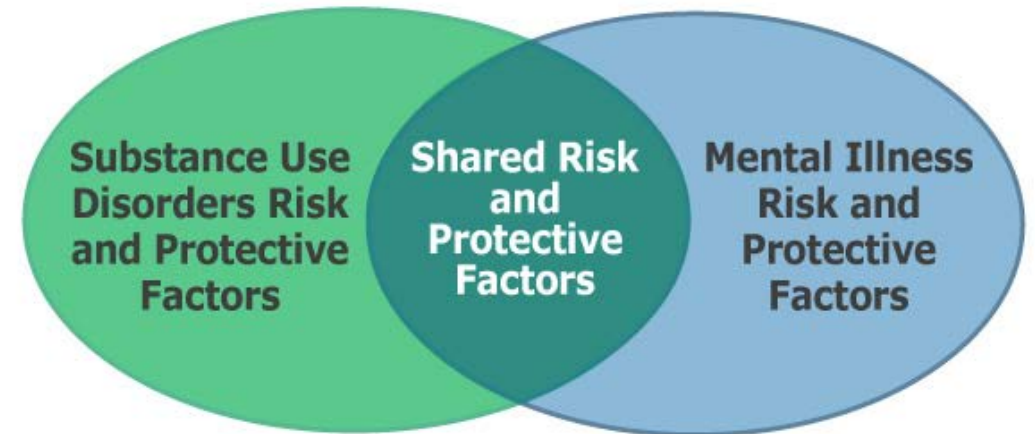 Substance Use
Disorders Risk
and Protective
Factors
Shared Risk
and
Protective
Factors
Mental Illness
Risk and
Protective
Factors